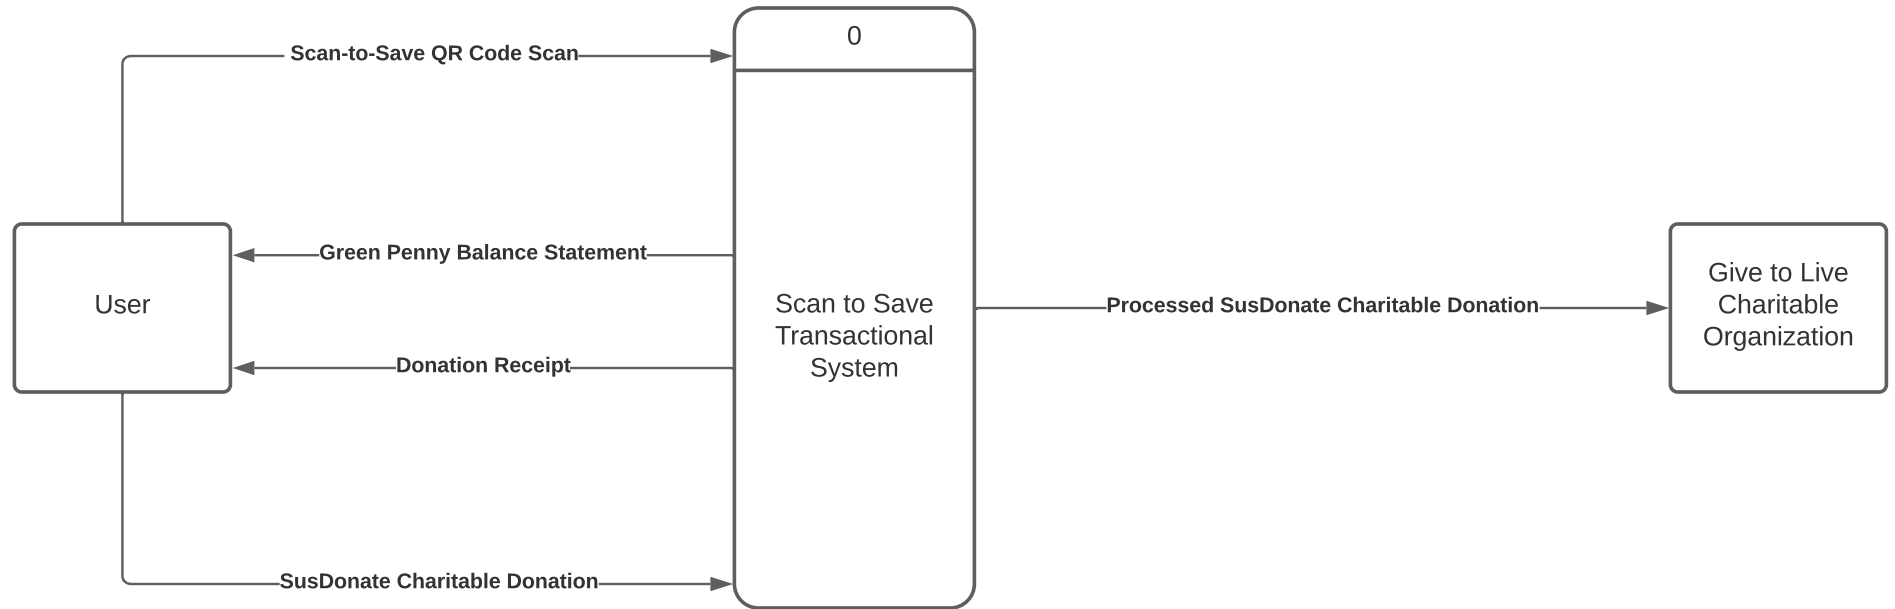 0
Scan-to-Save QR Code Scan
Green Penny Balance Statement
User
Scan to Save
Transactional
System
Processed SusDonate Charitable Donation
Give to Live
Charitable
Organization
Donation Receipt
SusDonate Charitable Donation